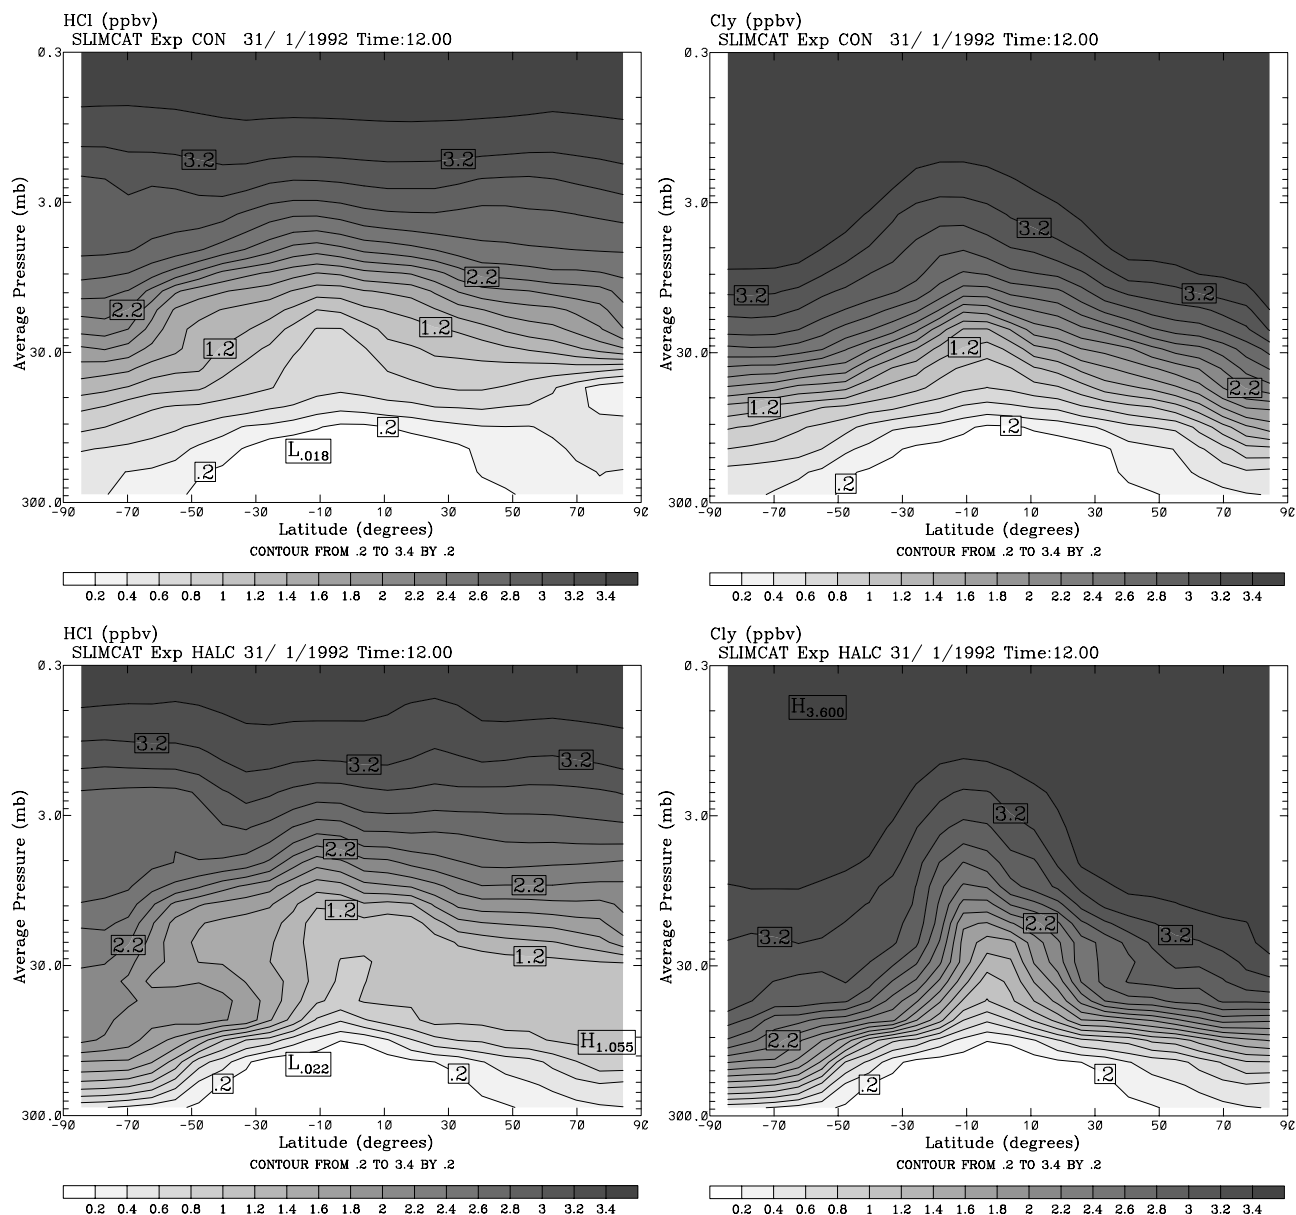 HCl (ppbv)
SLIMCAT Exp CON 31/ 1/1992 Time:12.00
0.3
3.0
30.0
300.0
Average Pressure (mb)
3.2
3.2
2.2
2.2
1.2
1.2
.2
.2
L.018
-90 -70 -50 -30 -10 10 30 50 70 90
Latitude (degrees)
CONTOUR FROM .2 TO 3.4 BY .2
0.2 0.4 0.6 0.8 1 1.2 1.4 1.6 1.8 2 2.2 2.4 2.6 2.8 3 3.2 3.4
Cly (ppbv)
SLIMCAT Exp CON 31/ 1/1992 Time:12.00
0.3
3.0
30.0
300.0
Average Pressure (mb)
3.2
3.2
3.2
1.2
2.2
1.2
.2
.2
-90 -70 -50 -30 -10 10 30 50 70 90
Latitude (degrees)
CONTOUR FROM .2 TO 3.4 BY .2
0.2 0.4 0.6 0.8 1 1.2 1.4 1.6 1.8 2 2.2 2.4 2.6 2.8 3 3.2 3.4
HCl (ppbv)
SLIMCAT Exp HALC 31/ 1/1992 Time:12.00
0.3
3.0
30.0
300.0
Average Pressure (mb)
3.2
3.2
3.2
2.2
2.2
1.2
2.2
1.2
H1.055
L.022
.2
.2
-90 -70 -50 -30 -10 10 30 50 70 90
Latitude (degrees)
CONTOUR FROM .2 TO 3.4 BY .2
0.2 0.4 0.6 0.8 1 1.2 1.4 1.6 1.8 2 2.2 2.4 2.6 2.8 3 3.2 3.4
Cly (ppbv)
SLIMCAT Exp HALC 31/ 1/1992 Time:12.00
0.3
3.0
30.0
300.0
Average Pressure (mb)
H3.600
3.2
2.2
3.2
3.2
2.2
.2
.2
-90 -70 -50 -30 -10 10 30 50 70 90
Latitude (degrees)
CONTOUR FROM .2 TO 3.4 BY .2
0.2 0.4 0.6 0.8 1 1.2 1.4 1.6 1.8 2 2.2 2.4 2.6 2.8 3 3.2 3.4